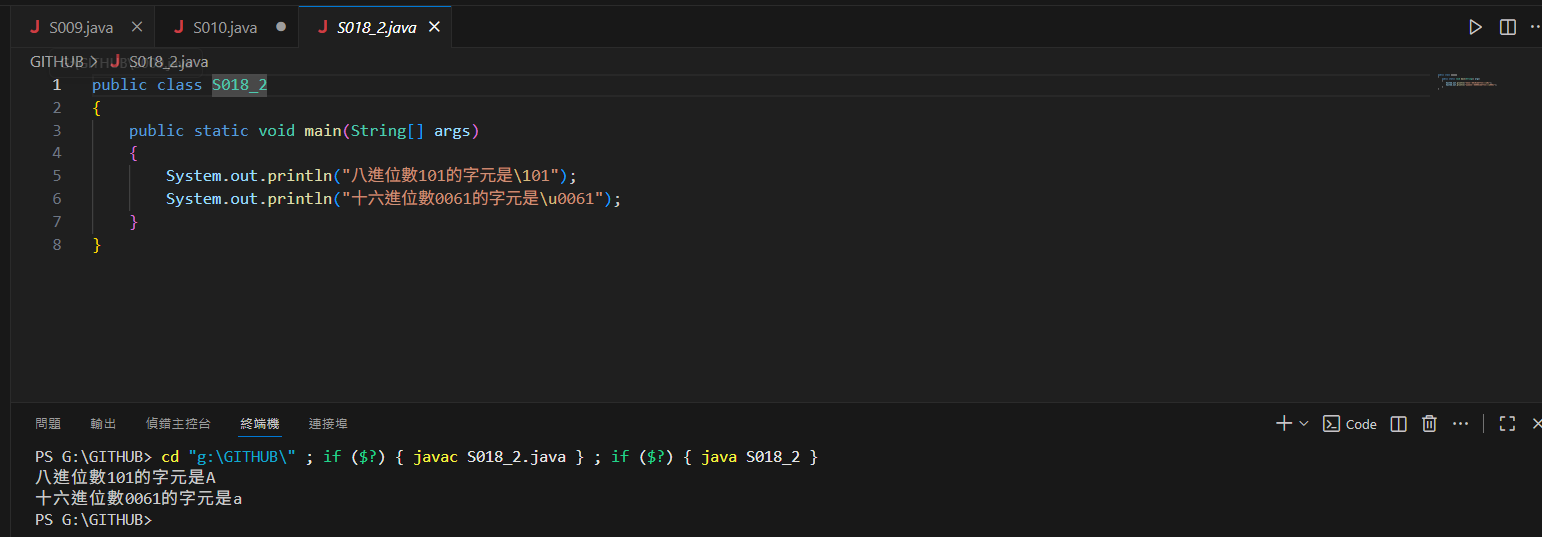 J S009.java × J S010.java ● J S018_2.java ×
GITHUB > J S018_2.java
1 public class S018_2
2 {
3     public static void main(String[] args)
4     {
5         System.out.println("八進位數101的字元是\101");
6         System.out.println("十六進位數0061的字元是\u0061");
7     }
8 }
問題 輸出 偵錯主控台 終端機 連接埠 Code
PS G:\GITHUB> cd "g:\GITHUB\" ; if ($?) { javac S018_2.java } ; if ($?) { java S018_2 }
八進位數101的字元是A
十六進位數0061的字元是a
PS G:\GITHUB>